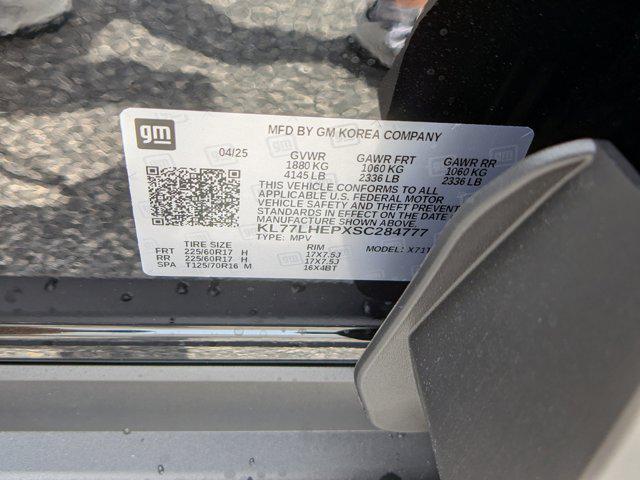 gm
MFD BY GM KOREA COMPANY
04/25 GVWR GAWR FRT GAWR RR
1880 KG 1060 KG 1060 KG
4145 LB 2336 LB 2336 LB
THIS VEHICLE CONFORMS TO ALL
APPLICABLE U.S. FEDERAL MOTOR
VEHICLE SAFETY AND THEFT PREVENTION
STANDARDS IN EFFECT ON THE DATE
MANUFACTURE SHOWN ABOVE.
KL77LHEPXSC284777
TYPE: MPV MODEL: X71T
TIRE SIZE RIM
FRT 225/60R17 H 17X7.5J
RR 225/60R17 H 17X7.5J
SPA T125/70R16 M 16X4BT